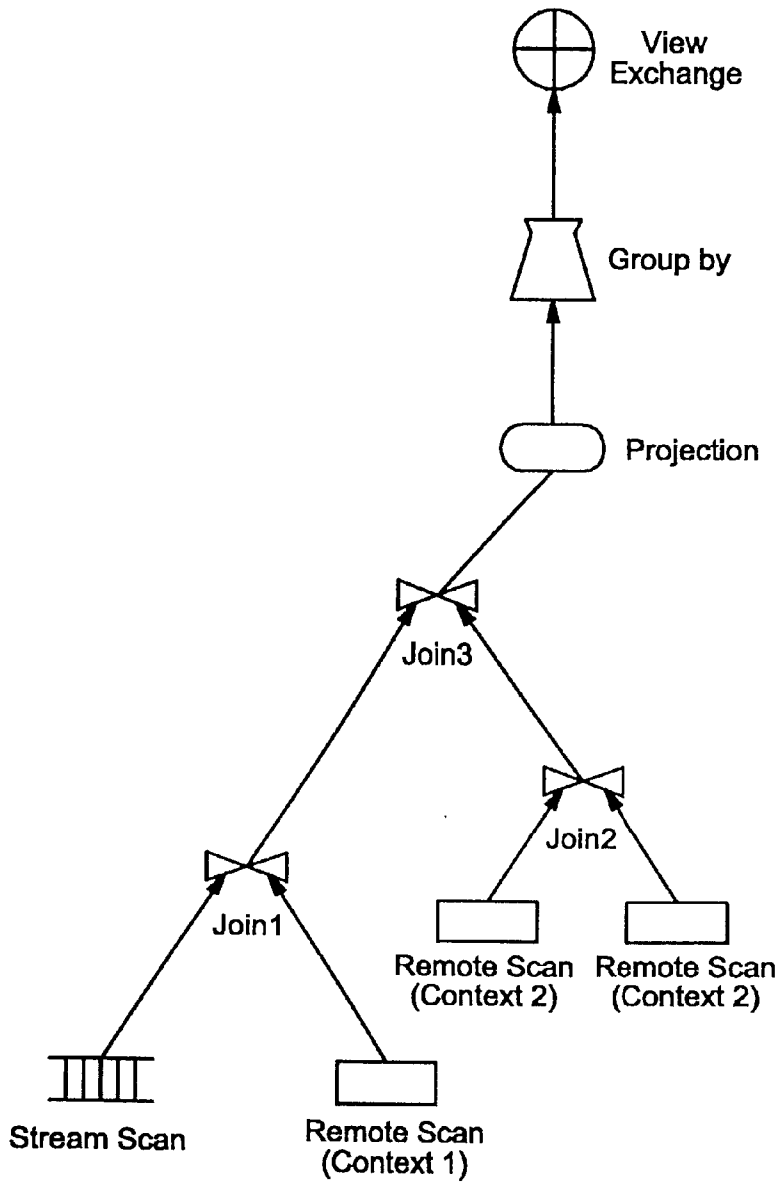 View
Exchange
Group by
Projection
Join3
Join2
Join1
Remote Scan
(Context 2)
Remote Scan
(Context 2)
Stream Scan
Remote Scan
(Context 1)